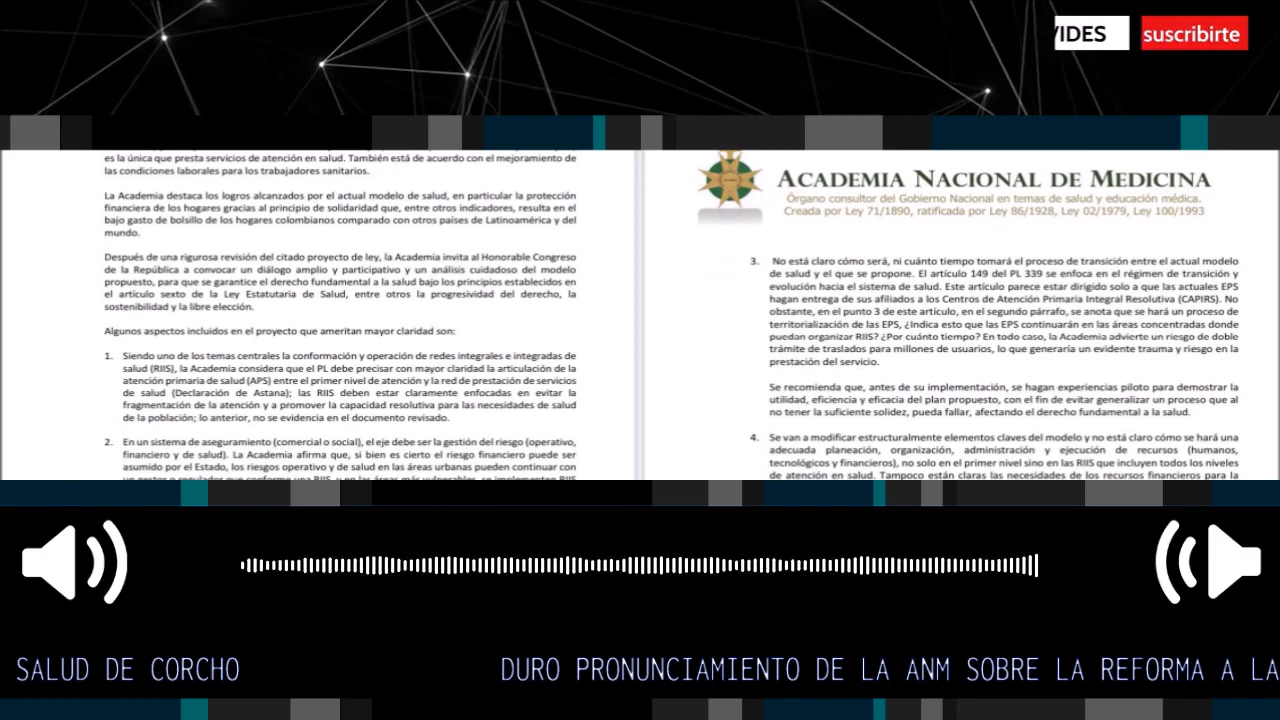 VIDES
suscribirte
es la única que presta servicios de atención en salud. También está de acuerdo con el mejoramiento de
las condiciones laborales para los trabajadores sanitarios.
La Academia destaca los logros alcanzados por el actual modelo de salud, en particular la protección
financiera de los hogares gracias al principio de solidaridad que, entre otros indicadores, resulta en el
bajo gasto de bolsillo de los hogares colombianos comparado con otros países de Latinoamérica y del
mundo.
Después de una rigurosa revisión del citado proyecto de ley, la Academia invita al Honorable Congreso
de la República a convocar un diálogo amplio y participativo y un análisis cuidadoso del modelo
propuesto, para que se garantice el derecho fundamental a la salud bajo los principios establecidos en
el artículo sexto de la Ley Estatutaria de Salud, entre otros la progresividad del derecho, la
sostenibilidad y la libre elección.
Algunos aspectos incluidos en el proyecto que ameritan mayor claridad son:
1. Siendo uno de los temas centrales la conformación y operación de redes integrales e integradas de
salud (RIIS), la Academia considera que el PL debe precisar con mayor claridad la articulación de la
atención primaria de salud (APS) entre el primer nivel de atención y la red de prestación de servicios
de salud (Declaración de Astana); las RIIS deben estar claramente enfocadas en evitar la
fragmentación de la atención y a promover la capacidad resolutiva para las necesidades de salud
de la población; lo anterior, no se evidencia en el documento revisado.
2. En un sistema de aseguramiento (comercial o social), el eje debe ser la gestión del riesgo (operativo,
financiero y de salud). La Academia afirma que, si bien es cierto el riesgo financiero puede ser
asumido por el Estado, los riesgos operativo y de salud en las áreas urbanas pueden continuar con
un gestor o regulador que conforme una RIIS, y en las áreas más vulnerables, se implementen RIIS
ACADEMIA NACIONAL DE MEDICINA
Órgano consultor del Gobierno Nacional en temas de salud y educación médica.
Creada por Ley 71/1890, ratificada por Ley 86/1928, Ley 02/1979, Ley 100/1993
3. No está claro cómo será, ni cuánto tiempo tomará el proceso de transición entre el actual modelo
de salud y el que se propone. El artículo 149 del PL 339 se enfoca en el régimen de transición y
evolución hacia el sistema de salud. Este artículo parece estar dirigido solo a que las actuales EPS
hagan entrega de sus afiliados a los Centros de Atención Primaria Integral Resolutiva (CAPIRS). No
obstante, en el punto 3 de este artículo, en el segundo párrafo, se anota que se hará un proceso de
territorialización de las EPS, ¿Indica esto que las EPS continuarán en las áreas concentradas donde
puedan organizar RIIS? ¿Por cuánto tiempo? En todo caso, la Academia advierte un riesgo de doble
trámite de traslados para millones de usuarios, lo que generaría un evidente trauma y riesgo en la
prestación del servicio.
Se recomienda que, antes de su implementación, se hagan experiencias piloto para demostrar la
utilidad, eficiencia y eficacia del plan propuesto, con el fin de evitar generalizar un proceso que al
no tener la suficiente solidez, pueda fallar, afectando el derecho fundamental a la salud.
4. Se van a modificar estructuralmente elementos claves del modelo y no está claro cómo se hará una
adecuada planeación, organización, administración y ejecución de recursos (humanos,
tecnológicos y financieros), no solo en el primer nivel sino en las RIIS que incluyen todos los niveles
de atención en salud. Tampoco están claras las necesidades de los recursos financieros para la
SALUD DE CORCHO
DURO PRONUNCIAMIENTO DE LA ANM SOBRE LA REFORMA A LA